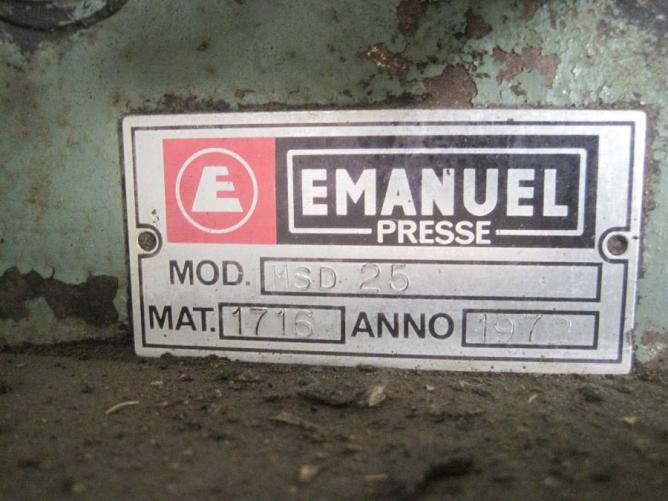 E EMANUEL
PRESSE
MOD. MSD 25
MAT. 1716 ANNO